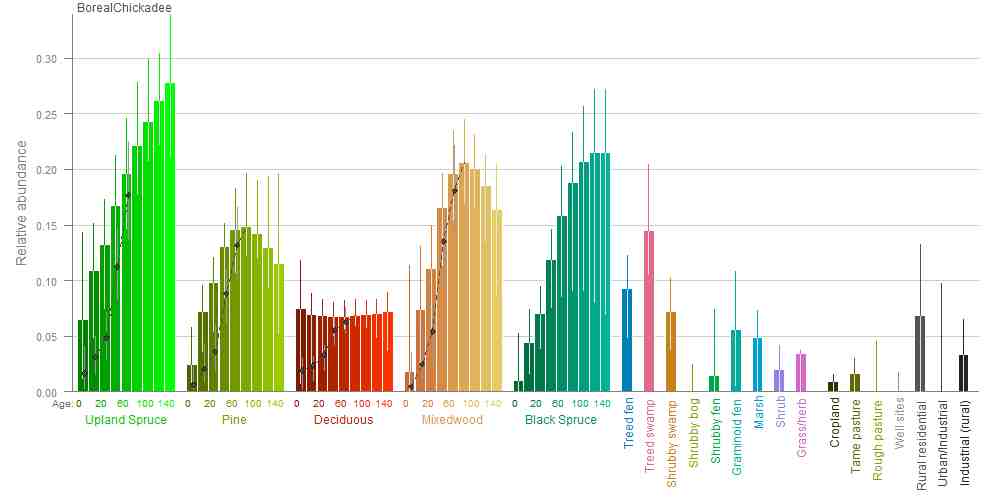 BorealChickadee
Relative abundance
0.30
0.25
0.20
0.15
0.10
0.05
0.00
Age: 0 20 60 100 140 0 20 60 100 140 0 20 60 100 140 0 20 60 100 140 0 20 60 100 140
Upland Spruce Pine Deciduous Mixedwood Black Spruce
Treed fen
Treed swamp
Shrubby swamp
Shrubby bog
Shrubby fen
Graminoid fen
Marsh
Shrub
Grass/herb
Cropland
Tame pasture
Rough pasture
Well sites
Rural residential
Urban/Industrial
Industrial (rural)